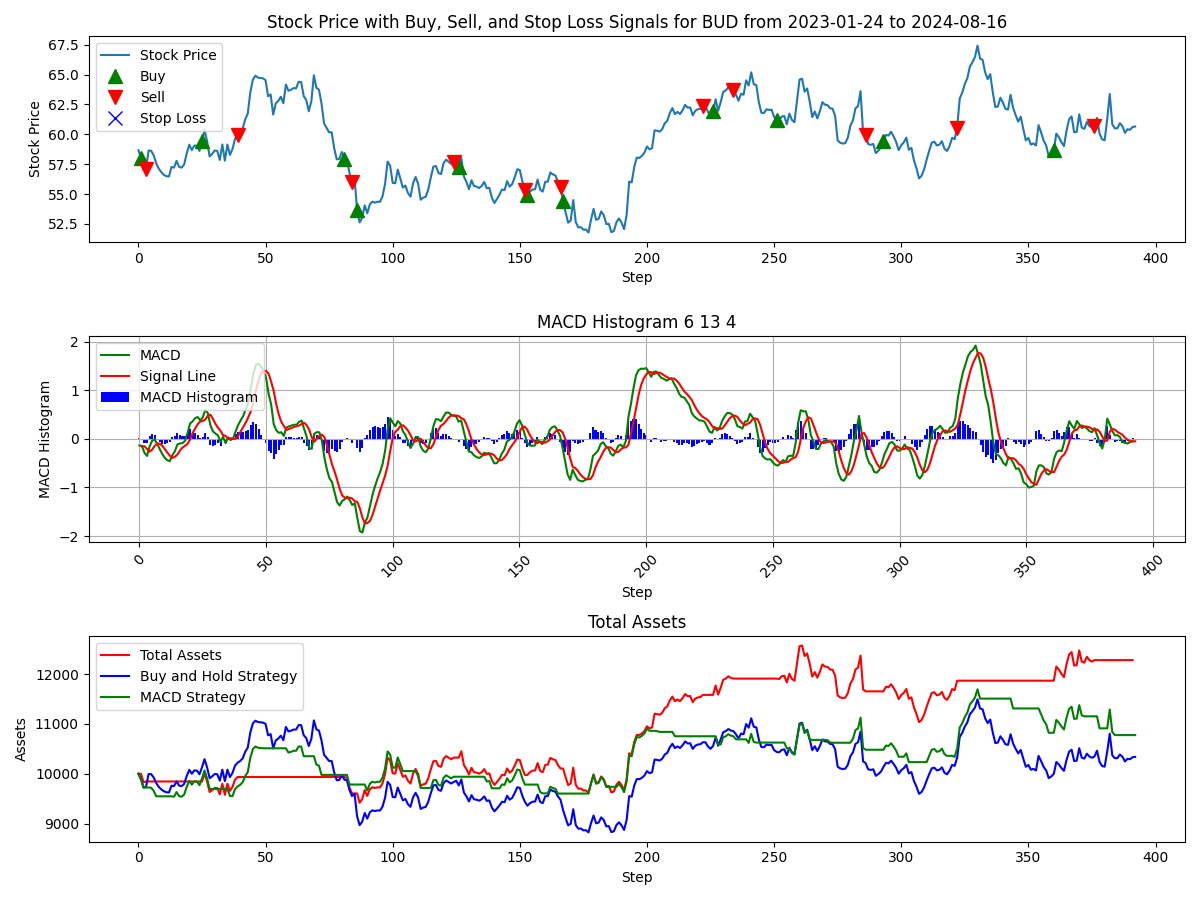 Stock Price with Buy, Sell, and Stop Loss Signals for BUD from 2023-01-24 to 2024-08-16
67.5
65.0
62.5
60.0
57.5
55.0
52.5
Stock Price
Stock Price
Buy
Sell
Stop Loss
0 50 100 150 200 250 300 350 400
Step
MACD Histogram 6 13 4
2
1
0
−1
−2
MACD Histogram
MACD
Signal Line
MACD Histogram
0 50 100 150 200 250 300 350 400
Step
Total Assets
12000
11000
10000
9000
Assets
Total Assets
Buy and Hold Strategy
MACD Strategy
0 50 100 150 200 250 300 350 400
Step